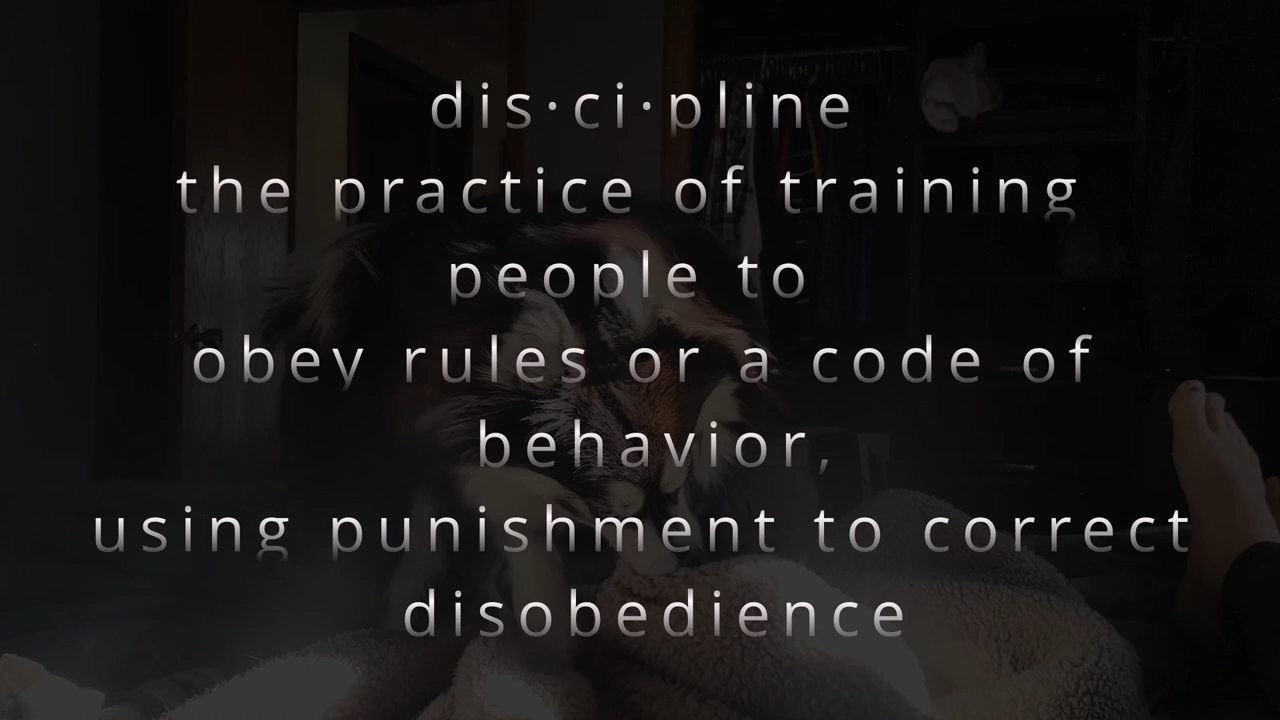 dis·ci·pline
the practice of training
people to
obey rules or a code of
behavior,
using punishment to correct
disobedience